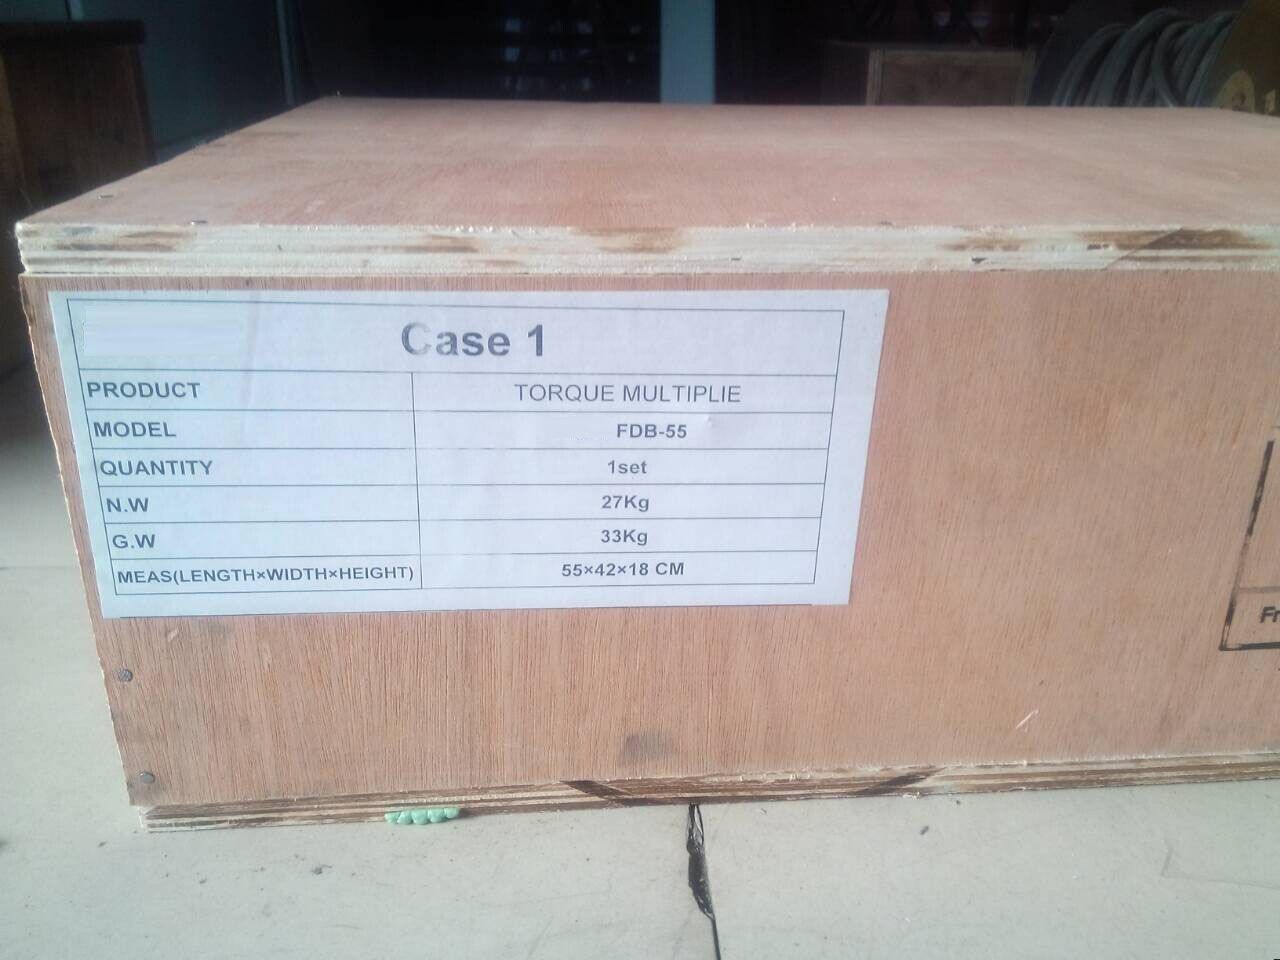 Case 1
PRODUCT TORQUE MULTIPLIE
MODEL FDB-55
QUANTITY 1set
N.W 27Kg
G.W 33Kg
MEAS(LENGTH×WIDTH×HEIGHT) 55×42×18 CM